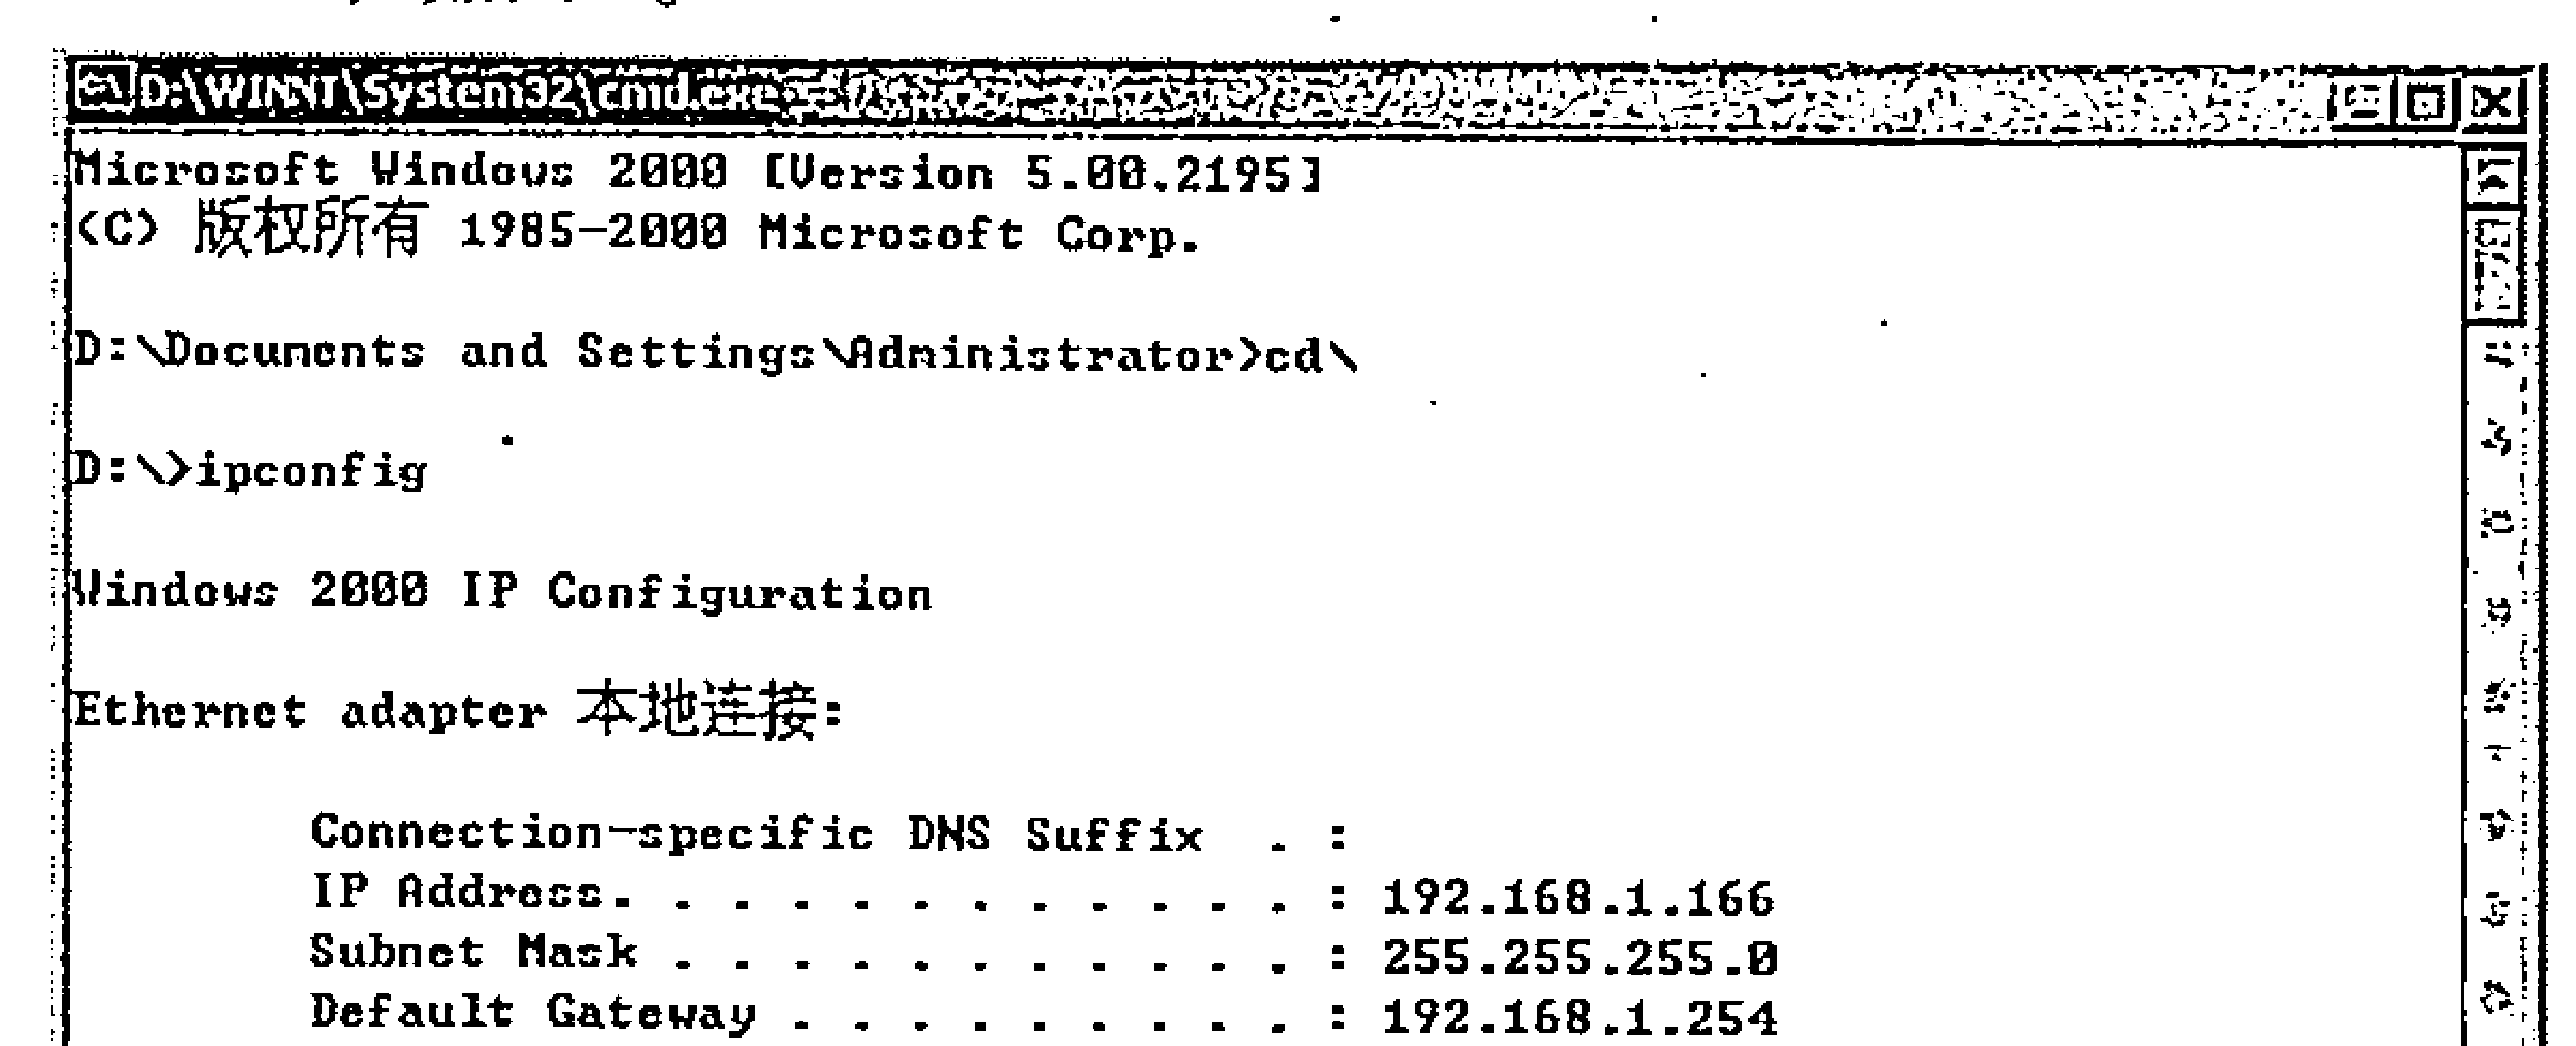 D:\WINNT\System32\cmd.exe
Microsoft Windows 2000 [Version 5.00.2195]
(C) 版权所有 1985-2000 Microsoft Corp.
D:\Documents and Settings\Administrator>cd\
D:\>ipconfig
Windows 2000 IP Configuration
Ethernet adapter 本地连接:
Connection-specific DNS Suffix  . :
IP Address. . . . . . . . . . . . : 192.168.1.166
Subnet Mask . . . . . . . . . . . : 255.255.255.0
Default Gateway . . . . . . . . . : 192.168.1.254